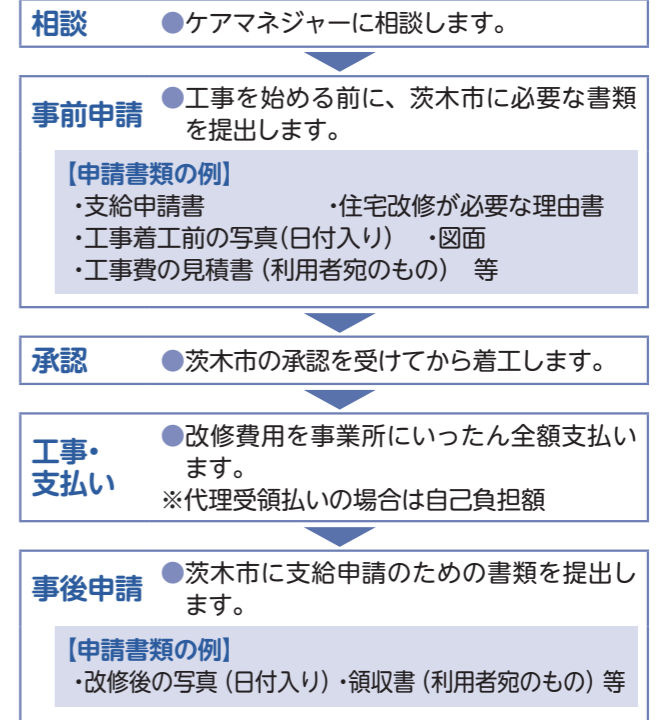 相談 ●ケアマネジャーに相談します。
事前申請 ●工事を始める前に、茨木市に必要な書類
を提出します。
【申請書類の例】
・支給申請書 ・住宅改修が必要な理由書
・工事着工前の写真(日付入り) ・図面
・工事費の見積書(利用者宛のもの) 等
承認 ●茨木市の承認を受けてから着工します。
工事・
支払い
●改修費用を事業所にいったん全額支払い
ます。
※代理受領払いの場合は自己負担額
事後申請 ●茨木市に支給申請のための書類を提出し
ます。
【申請書類の例】
・改修後の写真(日付入り)・領収書(利用者宛のもの)等